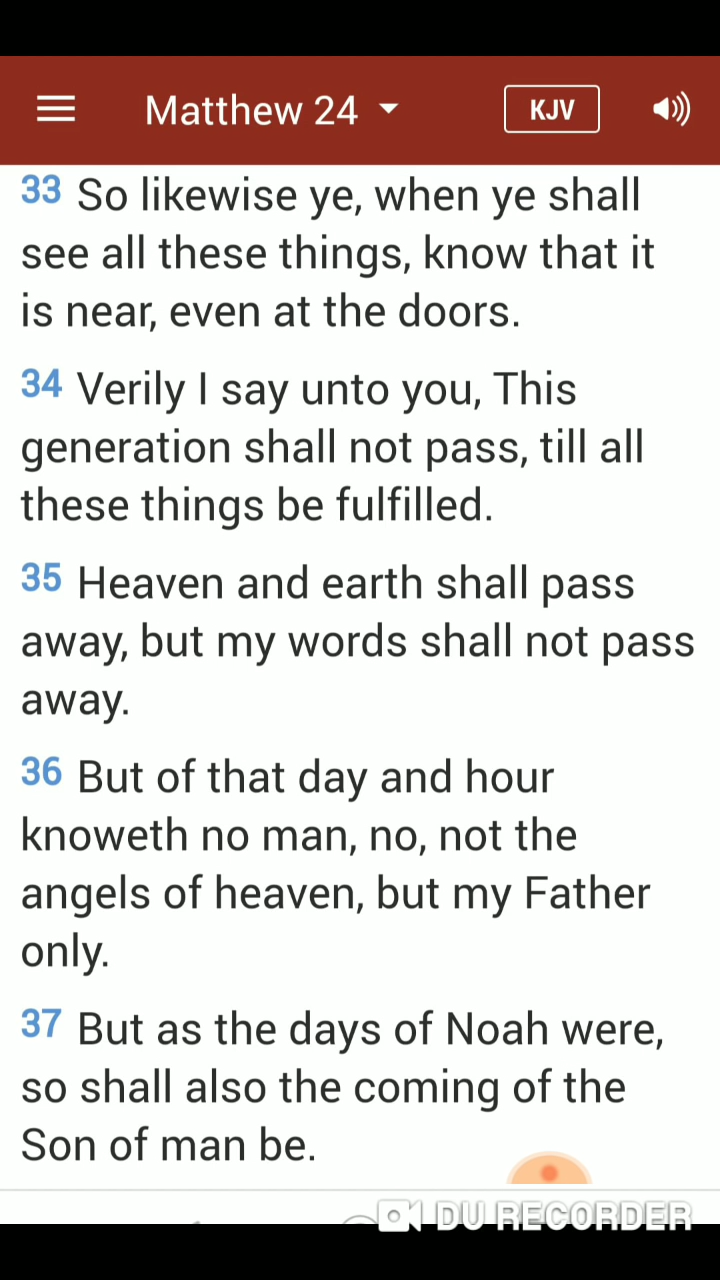 Matthew 24
KJV
33 So likewise ye, when ye shall
see all these things, know that it
is near, even at the doors.
34 Verily I say unto you, This
generation shall not pass, till all
these things be fulfilled.
35 Heaven and earth shall pass
away, but my words shall not pass
away.
36 But of that day and hour
knoweth no man, no, not the
angels of heaven, but my Father
only.
37 But as the days of Noah were,
so shall also the coming of the
Son of man be.
DU RECORDER